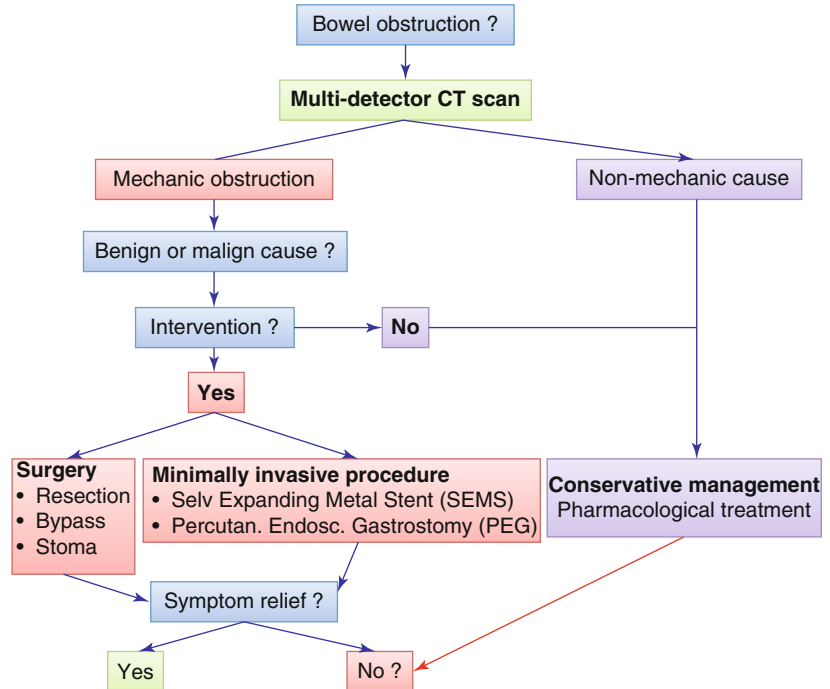 Bowel obstruction ?
Multi-detector CT scan
Mechanic obstruction
Non-mechanic cause
Benign or malign cause ?
Intervention ?
No
Yes
Surgery
• Resection
• Bypass
• Stoma
Minimally invasive procedure
• Selv Expanding Metal Stent (SEMS)
• Percutan. Endosc. Gastrostomy (PEG)
Conservative management
Pharmacological treatment
Symptom relief ?
Yes
No ?